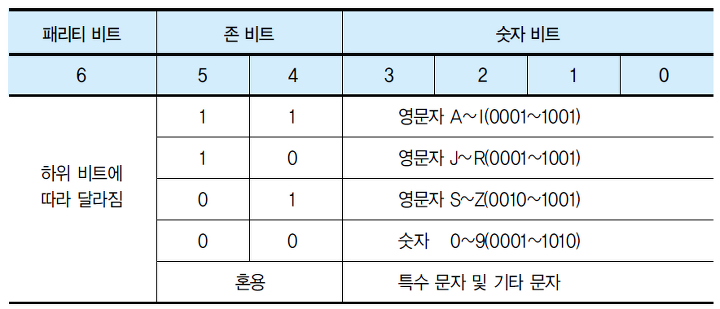 패리티 비트 존 비트 숫자 비트
6 5 4 3 2 1 0
하위 비트에
따라 달라짐
1 1 영문자 A~I(0001~1001)
1 0 영문자 J~R(0001~1001)
0 1 영문자 S~Z(0010~1001)
0 0 숫자 0~9(0001~1010)
혼용 특수 문자 및 기타 문자